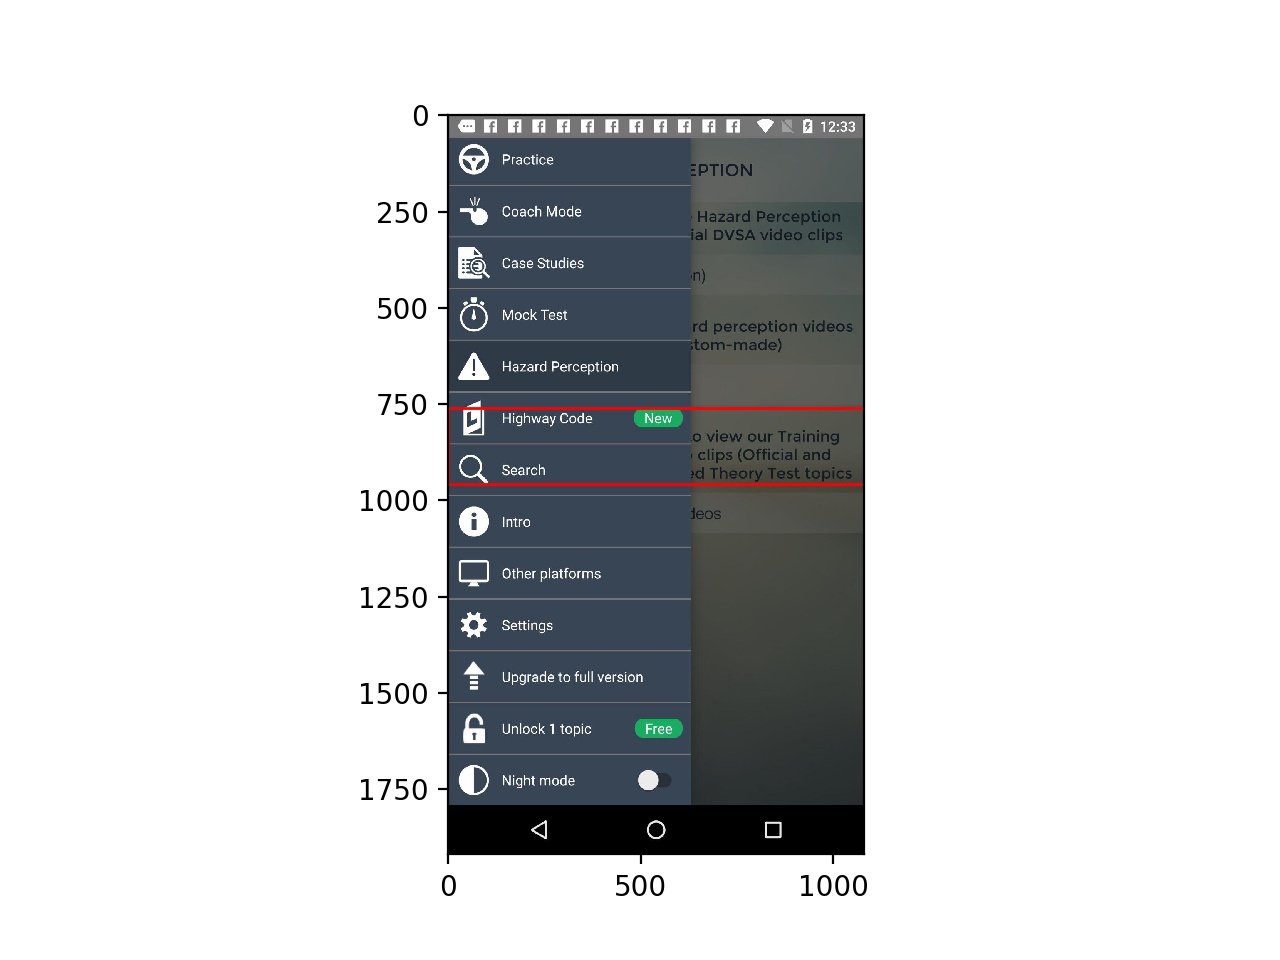 0
250
500
750
1000
1250
1500
1750
0
500
1000
12:33
Practice
Coach Mode
Case Studies
Mock Test
Hazard Perception
Highway Code New
Search
Intro
Other platforms
Settings
Upgrade to full version
Unlock 1 topic Free
Night mode
EPTION
Hazard Perception
ial DVSA video clips
on)
rd perception videos
stom-made)
o view our Training
clips (Official and
ed Theory Test topics
deos